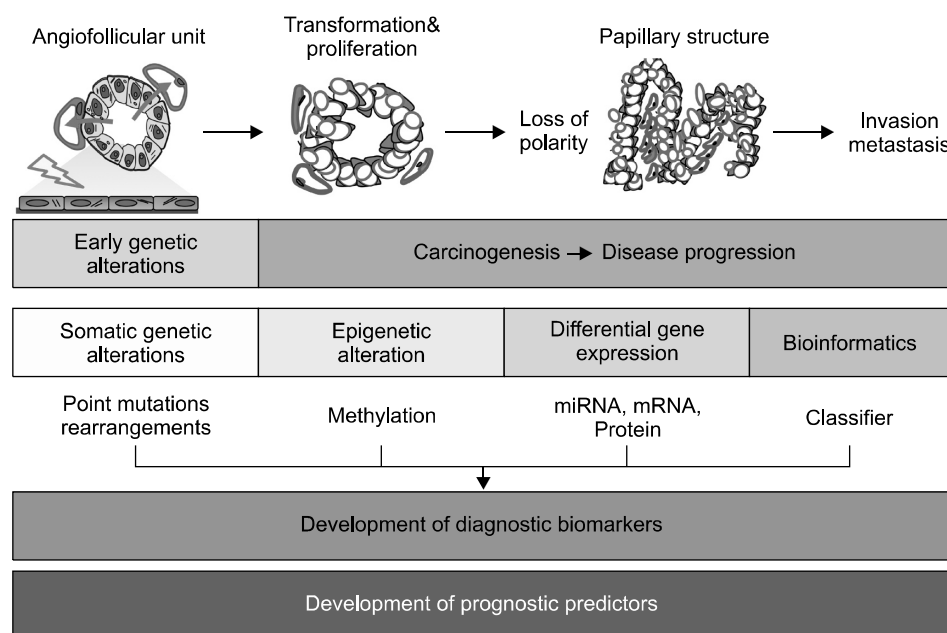 Angiofollicular unit
Transformation&
proliferation
Papillary structure
Loss of
polarity
Invasion
metastasis
Early genetic
alterations
Carcinogenesis → Disease progression
Somatic genetic
alterations
Epigenetic
alteration
Differential gene
expression
Bioinformatics
Point mutations
rearrangements
Methylation
miRNA, mRNA,
Protein
Classifier
Development of diagnostic biomarkers
Development of prognostic predictors